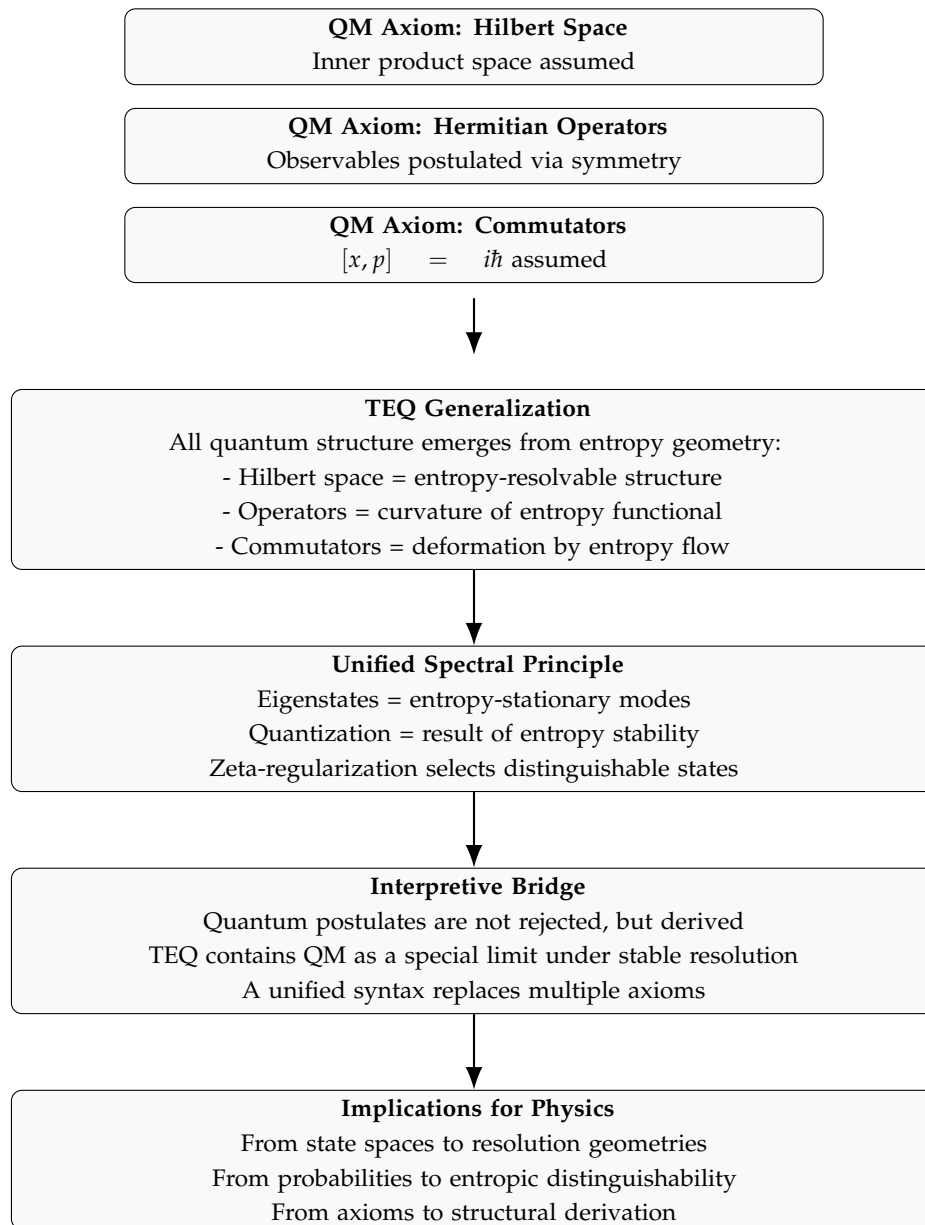 QM Axiom: Hilbert Space
Inner product space assumed
QM Axiom: Hermitian Operators
Observables postulated via symmetry
QM Axiom: Commutators
[x, p] = iħ assumed
TEQ Generalization
All quantum structure emerges from entropy geometry:
- Hilbert space = entropy-resolvable structure
- Operators = curvature of entropy functional
- Commutators = deformation by entropy flow
Unified Spectral Principle
Eigenstates = entropy-stationary modes
Quantization = result of entropy stability
Zeta-regularization selects distinguishable states
Interpretive Bridge
Quantum postulates are not rejected, but derived
TEQ contains QM as a special limit under stable resolution
A unified syntax replaces multiple axioms
Implications for Physics
From state spaces to resolution geometries
From probabilities to entropic distinguishability
From axioms to structural derivation